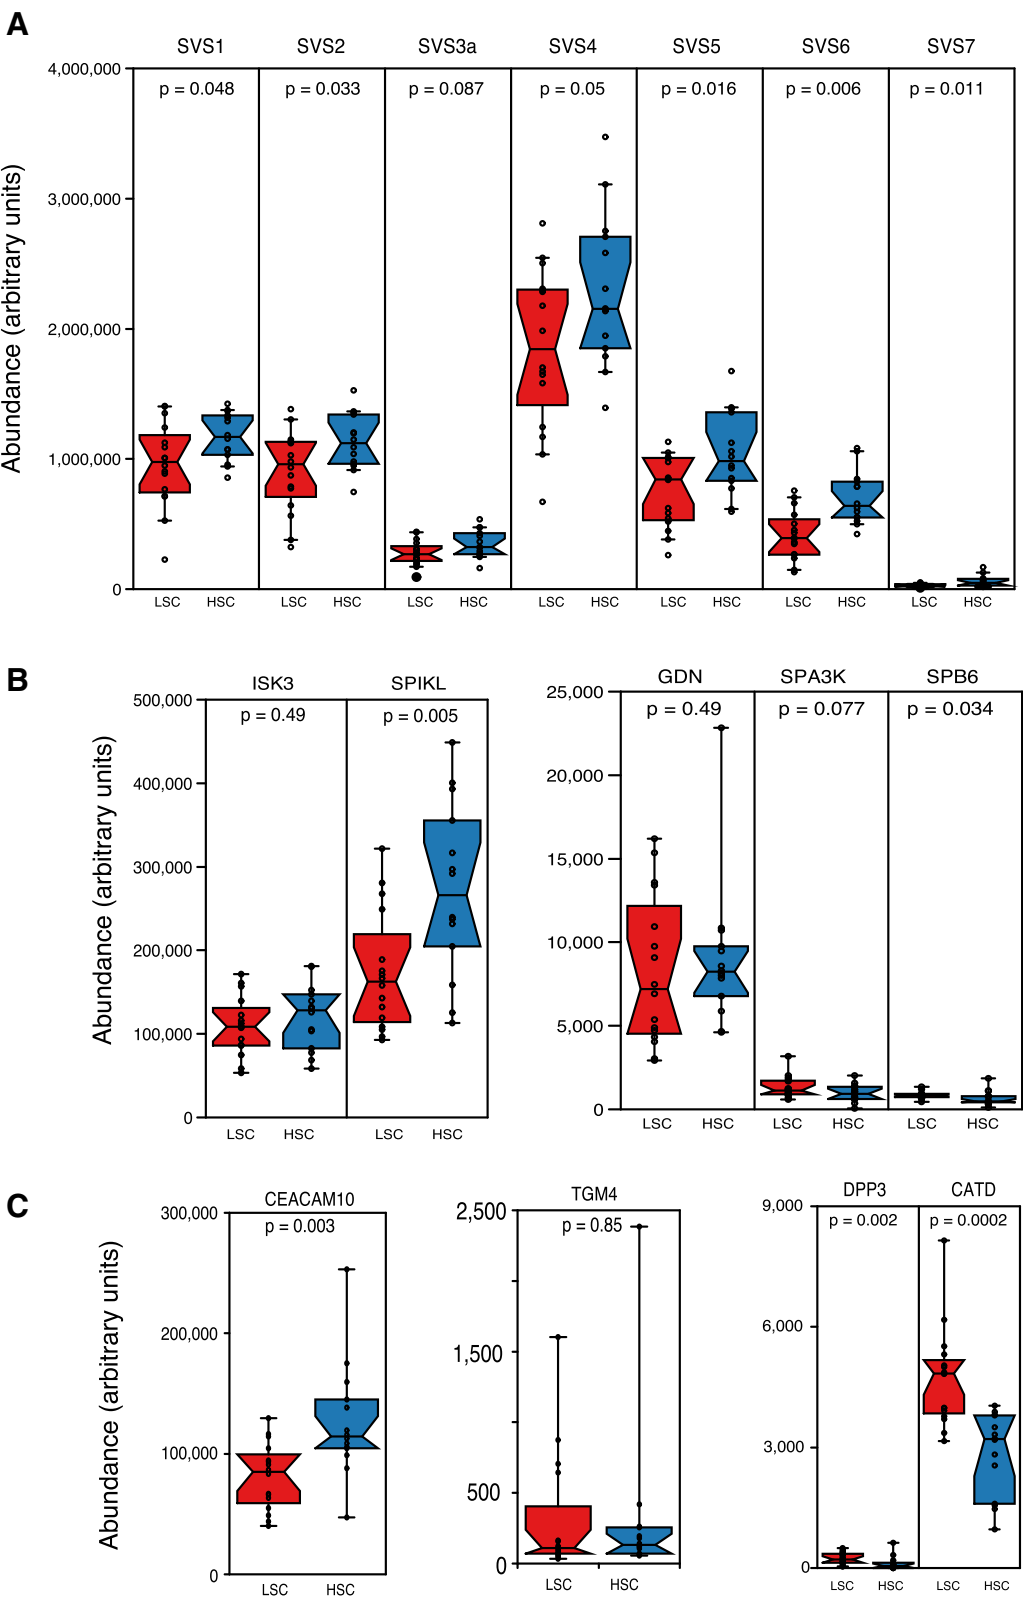 A
SVS1 SVS2 SVS3a SVS4 SVS5 SVS6 SVS7
p = 0.048 p = 0.033 p = 0.087 p = 0.05 p = 0.016 p = 0.006 p = 0.011
Abundance (arbitrary units)
4,000,000
3,000,000
2,000,000
1,000,000
0
LSC HSC LSC HSC LSC HSC LSC HSC LSC HSC LSC HSC LSC HSC
B
ISK3 SPIKL
p = 0.49 p = 0.005
Abundance (arbitrary units)
500,000
400,000
300,000
200,000
100,000
0
LSC HSC LSC HSC
GDN SPA3K SPB6
p = 0.49 p = 0.077 p = 0.034
25,000
20,000
15,000
10,000
5,000
0
LSC HSC LSC HSC LSC HSC
C
CEACAM10
p = 0.003
Abundance (arbitrary units)
300,000
200,000
100,000
0
LSC HSC
TGM4
p = 0.85
2,500
1,500
500
0
LSC HSC
DPP3 CATD
p = 0.002 p = 0.0002
9,000
6,000
3,000
0
LSC HSC LSC HSC